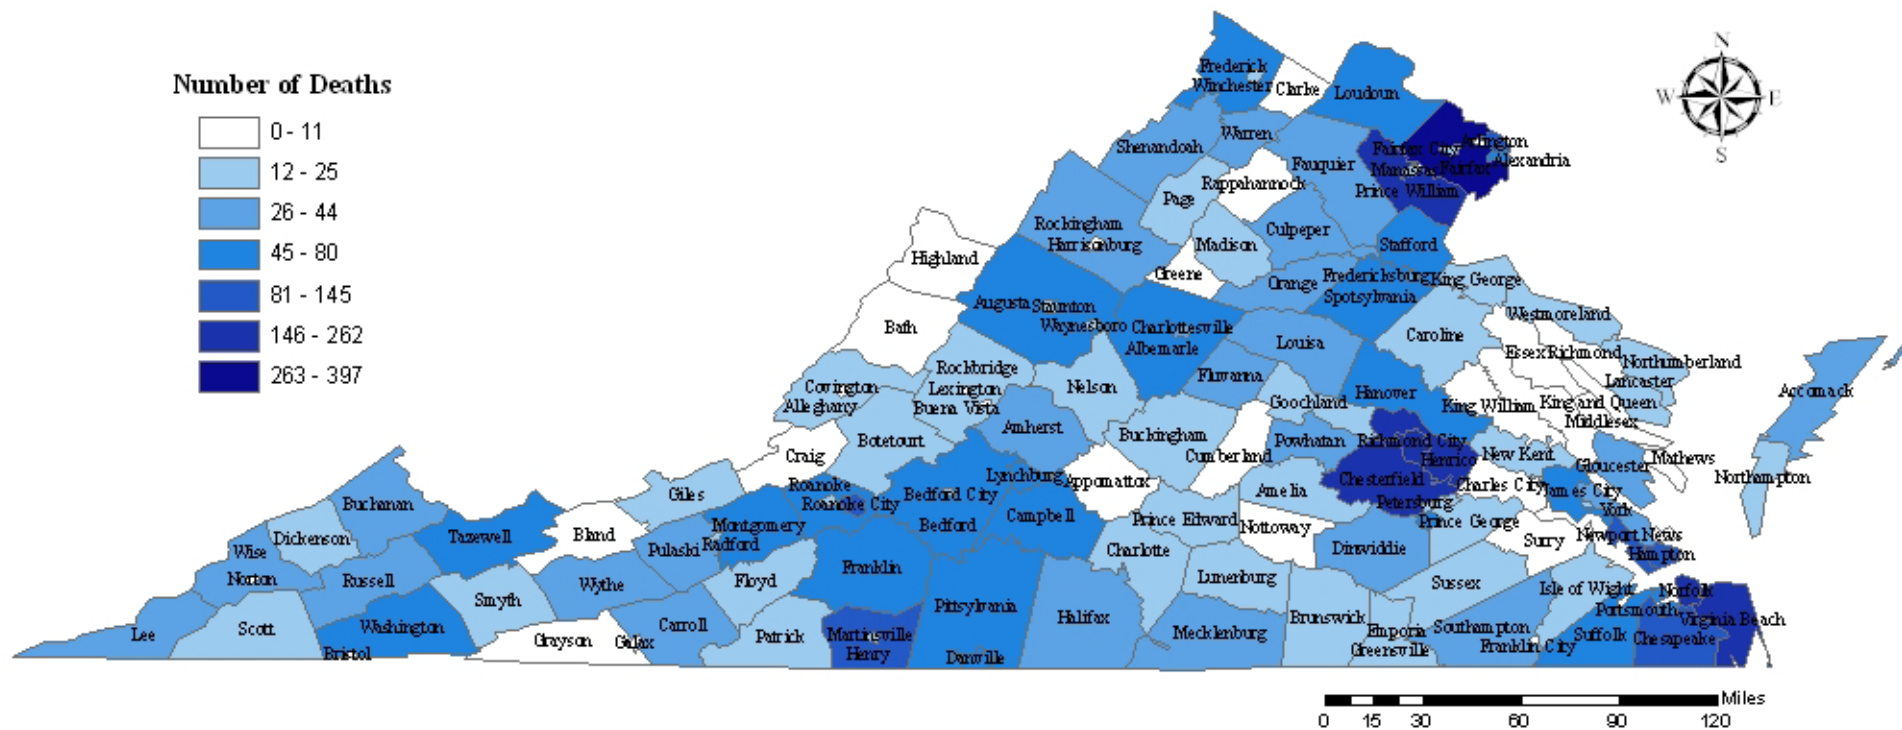 Number of Deaths
0 - 11
12 - 25
26 - 44
45 - 80
81 - 145
146 - 262
263 - 397
N
W
E
S
Frederick
Winchester
Clarke
Loudoun
Shenandoah
Warren
Fauquier
Fairfax City
Arlington
Alexandria
Manassas
Fairfax
Prince William
Page
Rappahannock
Rockingham
Harrisonburg
Madison
Culpeper
Stafford
Highland
Greene
Orange
Fredericksburg
Spotsylvania
King George
Augusta
Staunton
Waynesboro
Charlottesville
Albemarle
Louisa
Caroline
Westmoreland
Bath
Essex
Richmond
Northumberland
Lancaster
Rockbridge
Lexington
Buena Vista
Nelson
Fluvanna
Goochland
Hanover
King William
King and Queen
Middlesex
Accomack
Covington
Alleghany
Botetourt
Amherst
Buckingham
Cumberland
Powhatan
Richmond City
Henrico
New Kent
Gloucester
Mathews
Northampton
Craig
Roanoke
Roanoke City
Lynchburg
Bedford City
Bedford
Campbell
Appomattox
Amelia
Chesterfield
Petersburg
Charles City
James City
York
Buchanan
Giles
Dickenson
Tazewell
Bland
Montgomery
Radford
Pulaski
Prince Edward
Nottoway
Prince George
Surry
Newport News
Hampton
Wise
Norton
Russell
Wythe
Floyd
Franklin
Charlotte
Lunenburg
Dinwiddie
Sussex
Isle of Wight
Norfolk
Portsmouth
Virginia Beach
Lee
Scott
Washington
Bristol
Smyth
Grayson
Galax
Carroll
Patrick
Martinsville
Henry
Pittsylvania
Danville
Halifax
Mecklenburg
Brunswick
Emporia
Greensville
Southampton
Franklin City
Suffolk
Chesapeake
Miles
0 15 30 60 90 120